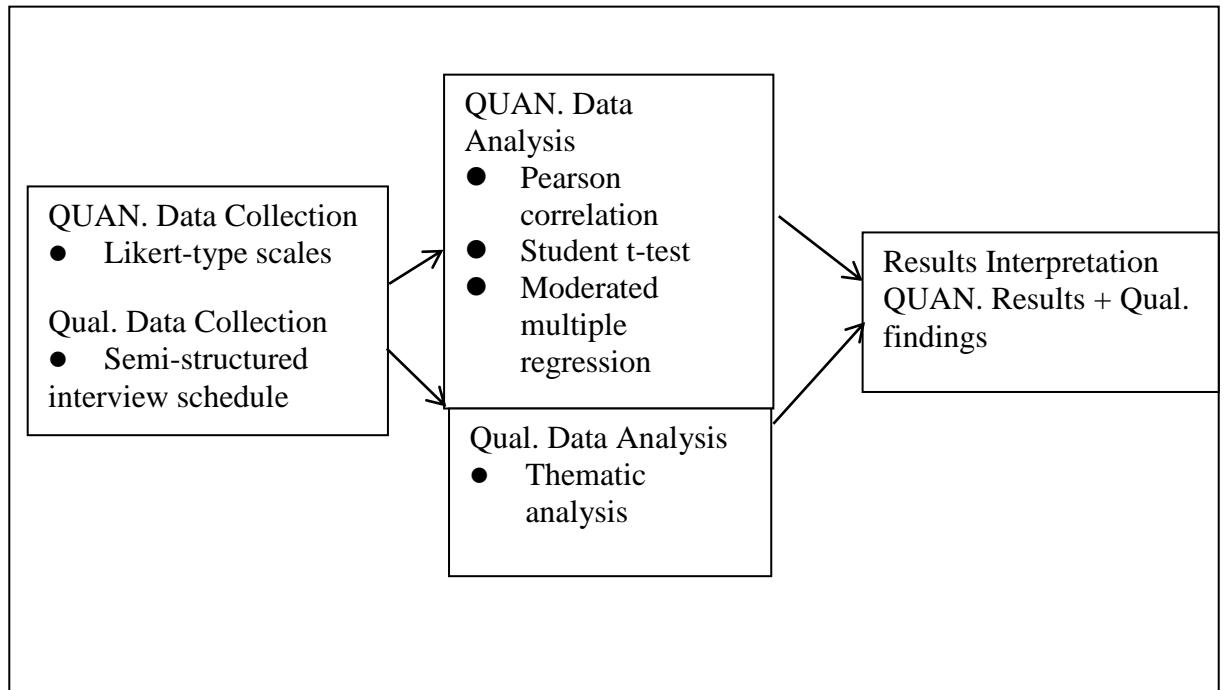 QUAN. Data Collection
● Likert-type scales
Qual. Data Collection
● Semi-structured
interview schedule
QUAN. Data
Analysis
● Pearson
correlation
● Student t-test
● Moderated
multiple
regression
Qual. Data Analysis
● Thematic
analysis
Results Interpretation
QUAN. Results + Qual.
findings